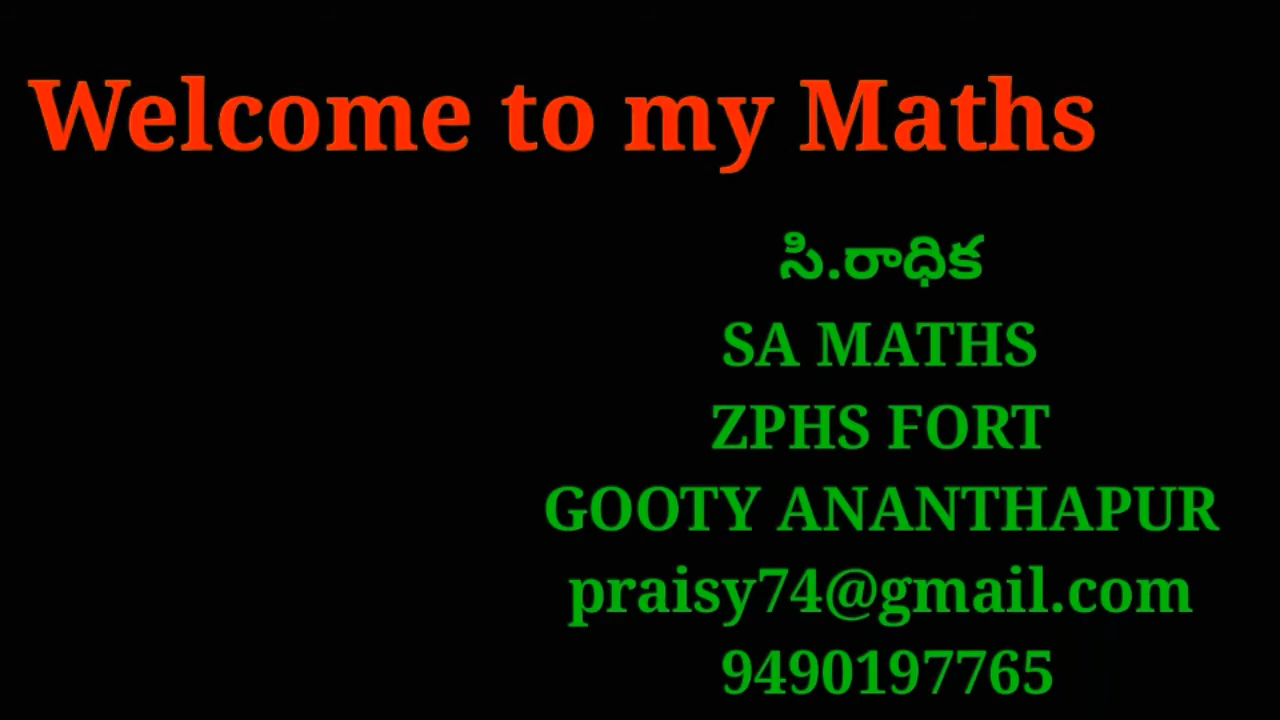 Welcome to my Maths
సి.రాధిక
SA MATHS
ZPHS FORT
GOOTY ANANTHAPUR
praisy74@gmail.com
9490197765